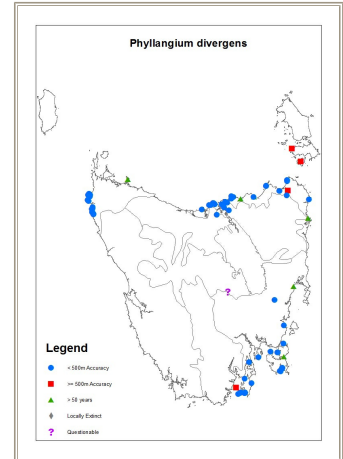 Phyllangium divergens
?
Legend
< 500m Accuracy
>= 500m Accuracy
> 50 years
Locally Extinct
? Questionable